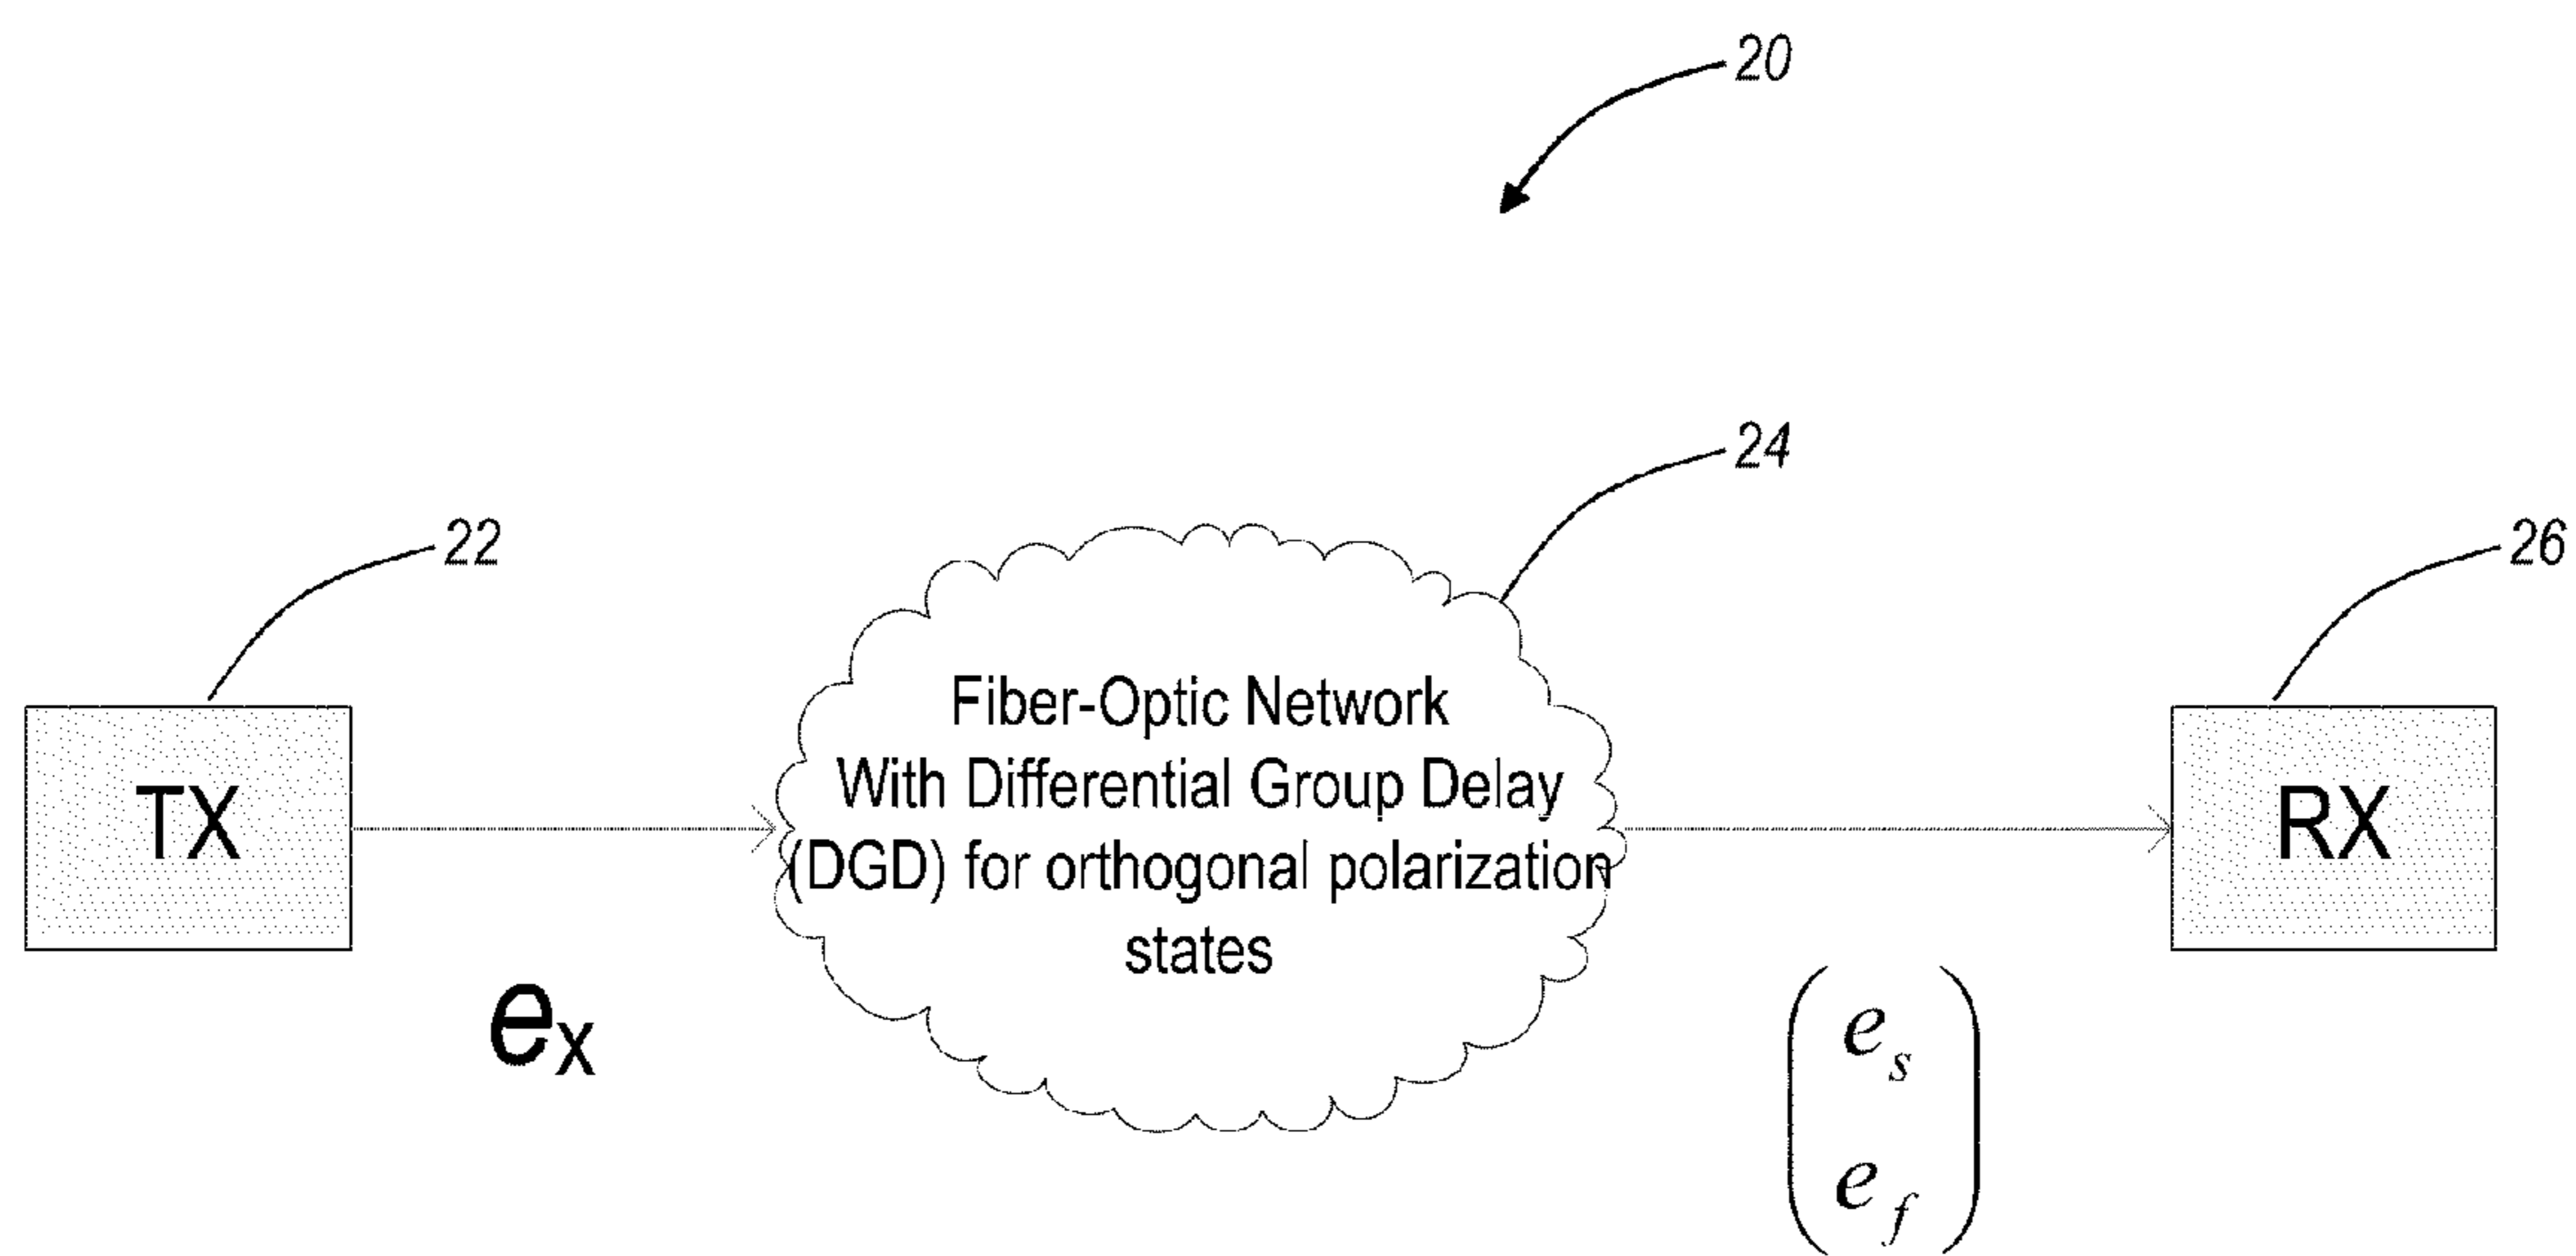 20
24
22
26
Fiber-Optic Network
With Differential Group Delay
(DGD) for orthogonal polarization
states
TX
RX
ex
es
ef